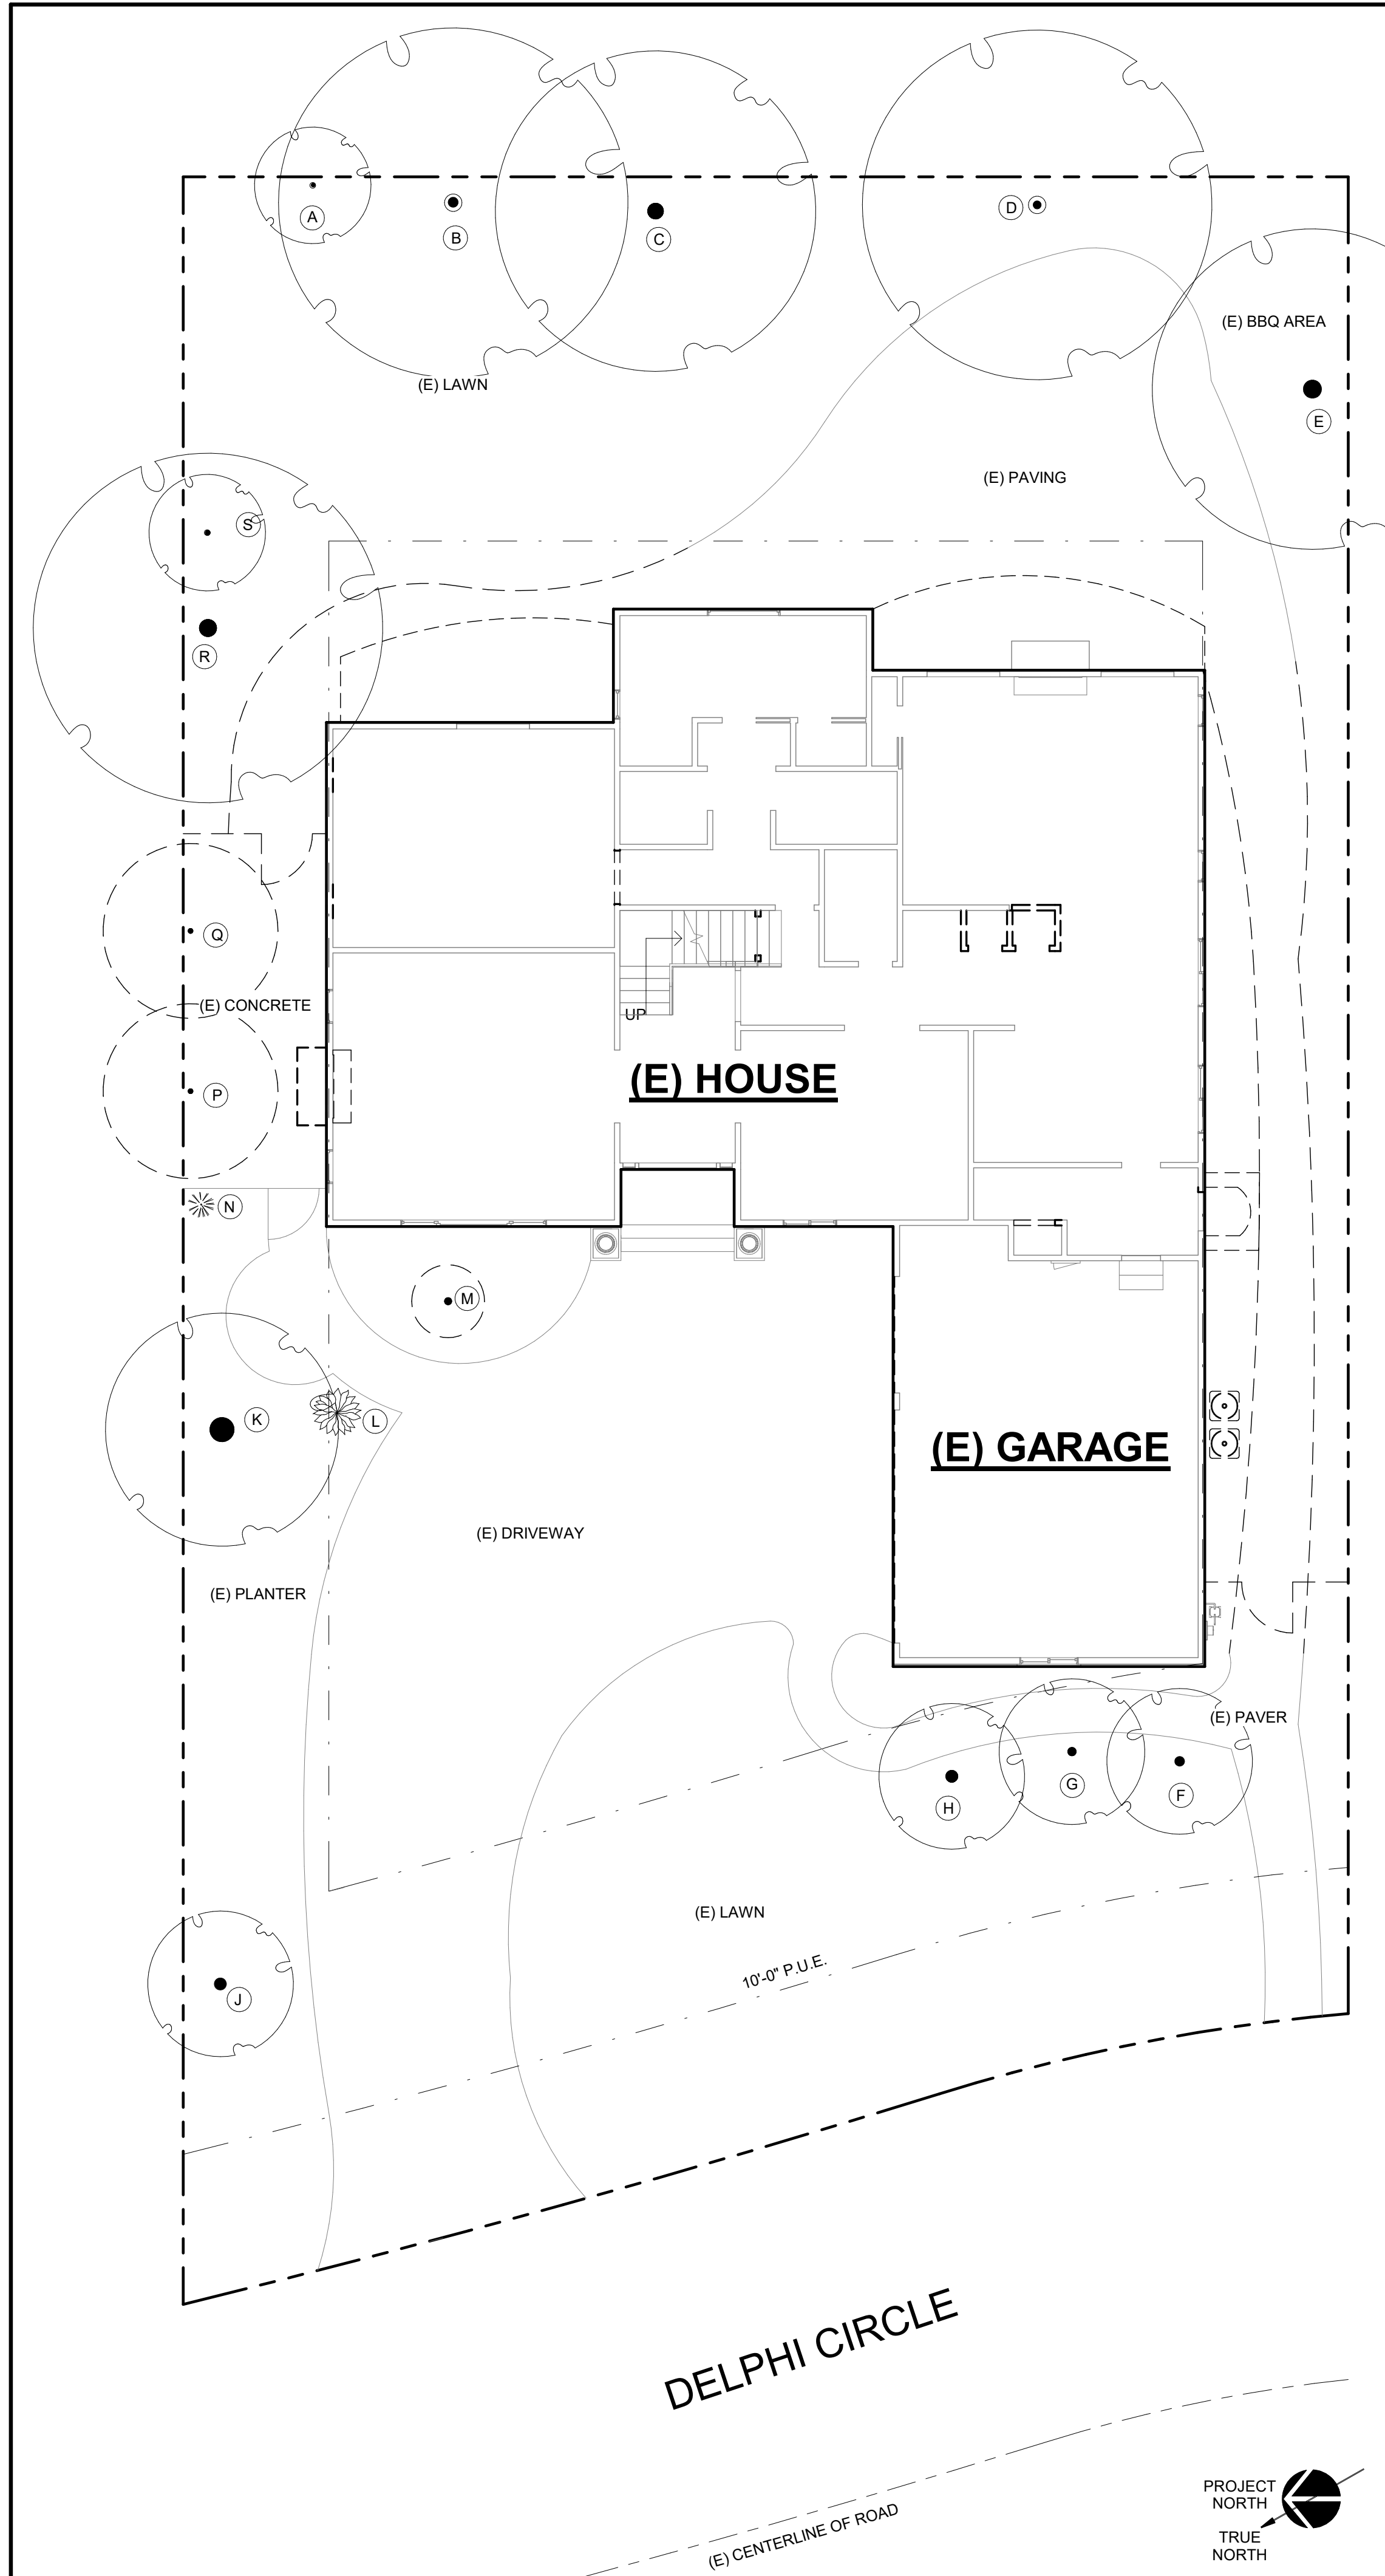 A
B
C
D
(E) BBQ AREA
(E) LAWN
E
(E) PAVING
S
R
Q
(E) CONCRETE
UP
(E) HOUSE
P
N
M
K
L
(E) GARAGE
(E) DRIVEWAY
(E) PLANTER
(E) PAVER
G
F
H
(E) LAWN
10'-0" P.U.E.
J
DELPHI CIRCLE
PROJECT
NORTH
(E) CENTERLINE OF ROAD
TRUE
NORTH